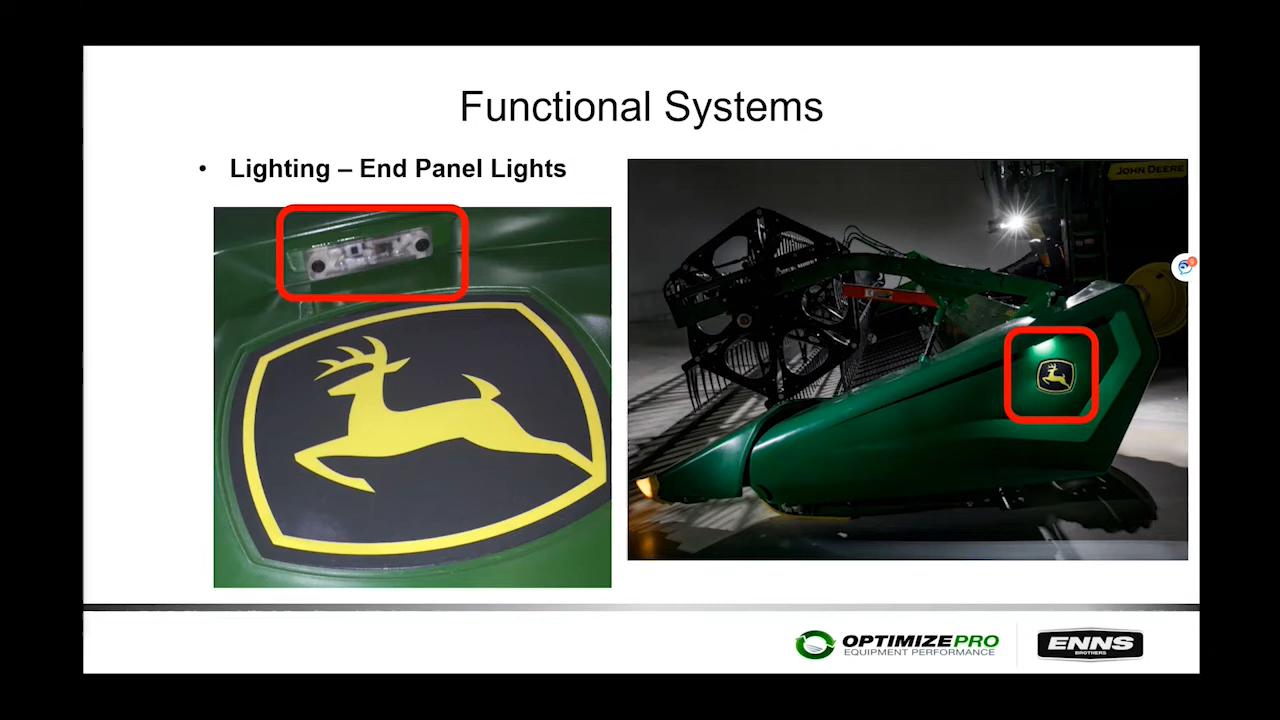 Functional Systems
• Lighting – End Panel Lights
JOHN DEERE
OPTIMIZEPRO
EQUIPMENT PERFORMANCE
ENNS
BROTHERS